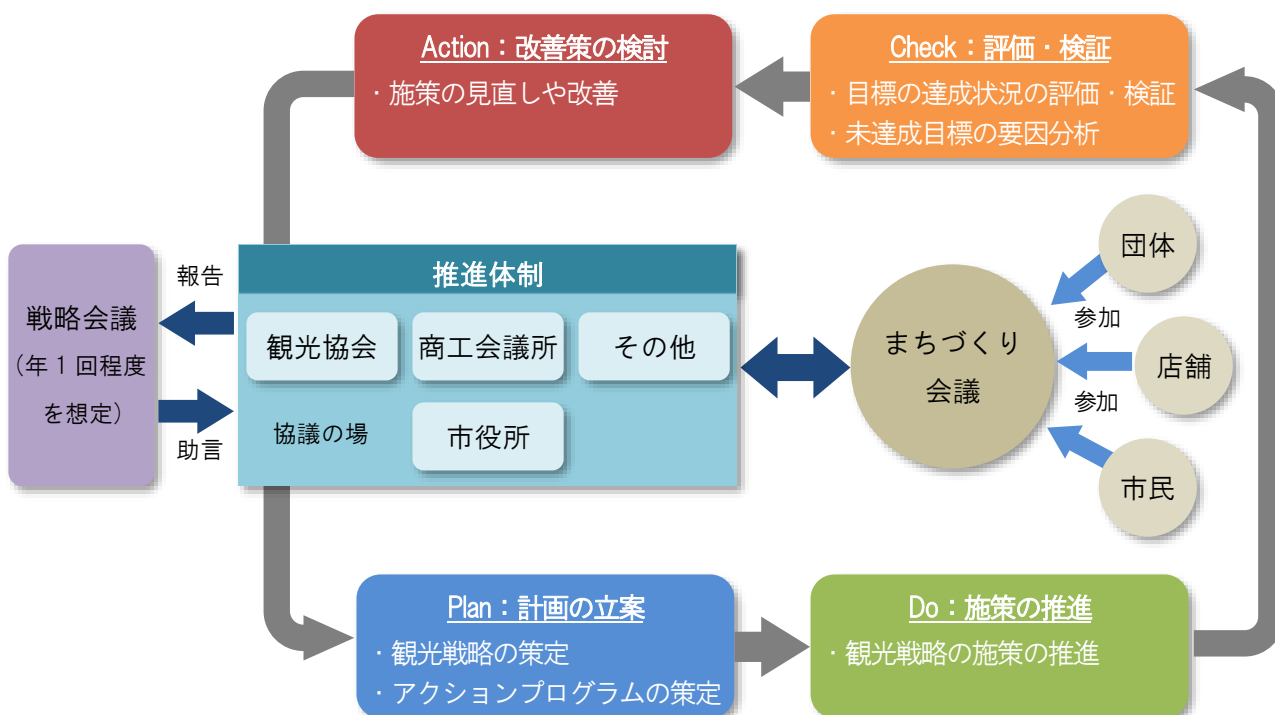 Action：改善策の検討
・施策の見直しや改善
Check：評価・検証
・目標の達成状況の評価・検証
・未達成目標の要因分析
戦略会議
（年１回程度
を想定）
報告
助言
推進体制
観光協会
商工会議所
その他
協議の場
市役所
まちづくり
会議
団体
参加
店舗
参加
市民
Plan：計画の立案
・観光戦略の策定
・アクションプログラムの策定
Do：施策の推進
・観光戦略の施策の推進